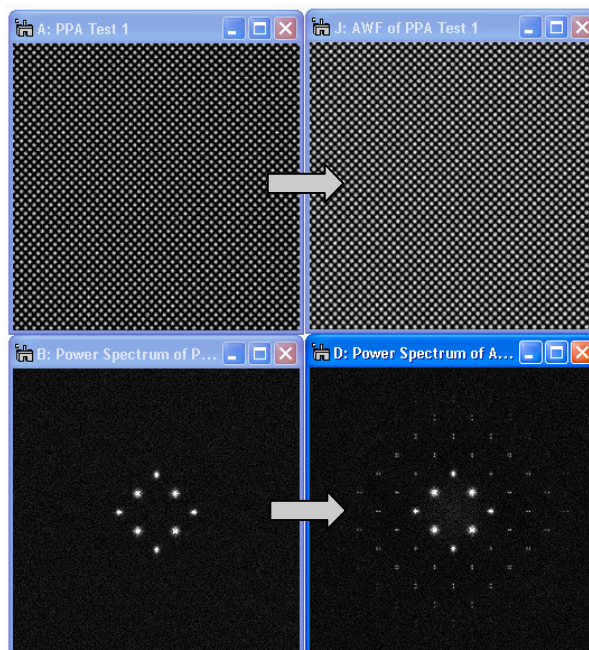 A: PPA Test 1
J: AWF of PPA Test 1
B: Power Spectrum of P...
D: Power Spectrum of A...